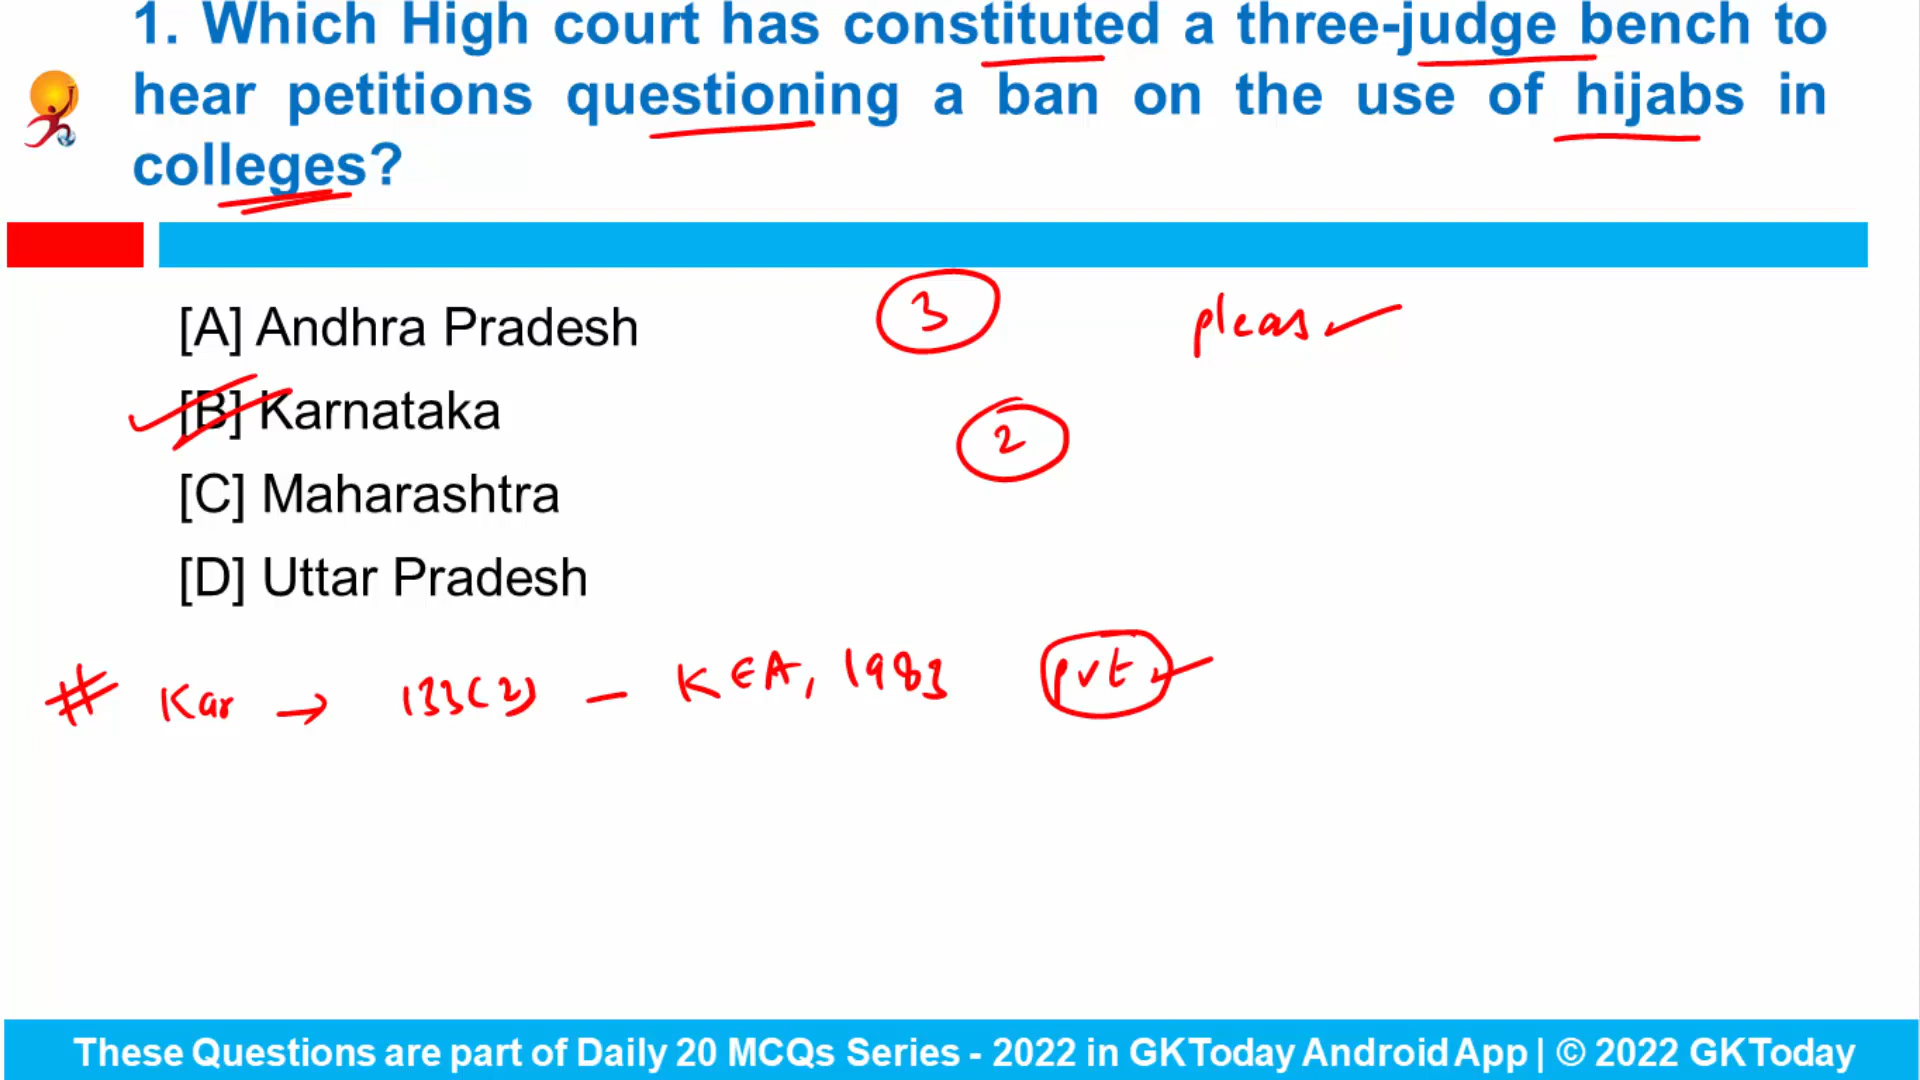 1. Which High court has constituted a three-judge bench to
hear petitions questioning a ban on the use of hijabs in
colleges?
[A] Andhra Pradesh
3
pleas
[B] Karnataka
2
[C] Maharashtra
[D] Uttar Pradesh
# Kar → 133(2) – KEA, 1983 pvt
These Questions are part of Daily 20 MCQs Series - 2022 in GKToday Android App | © 2022 GKToday